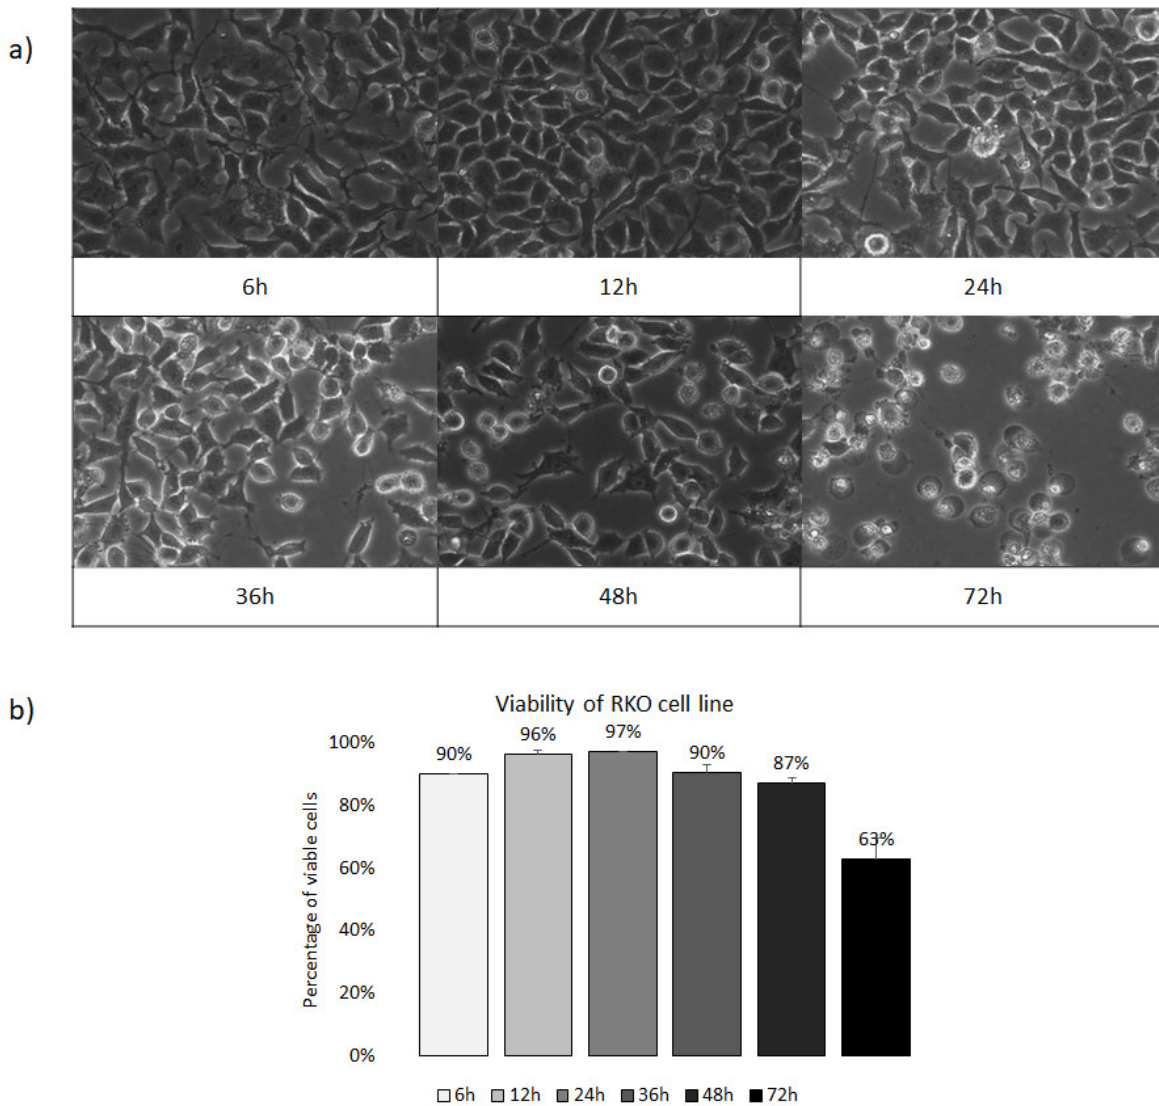 a)
6h 12h 24h
36h 48h 72h
b)
Viability of RKO cell line
Percentage of viable cells
100%
80%
60%
40%
20%
0%
90% 96% 97% 90% 87% 63%
6h 12h 24h 36h 48h 72h